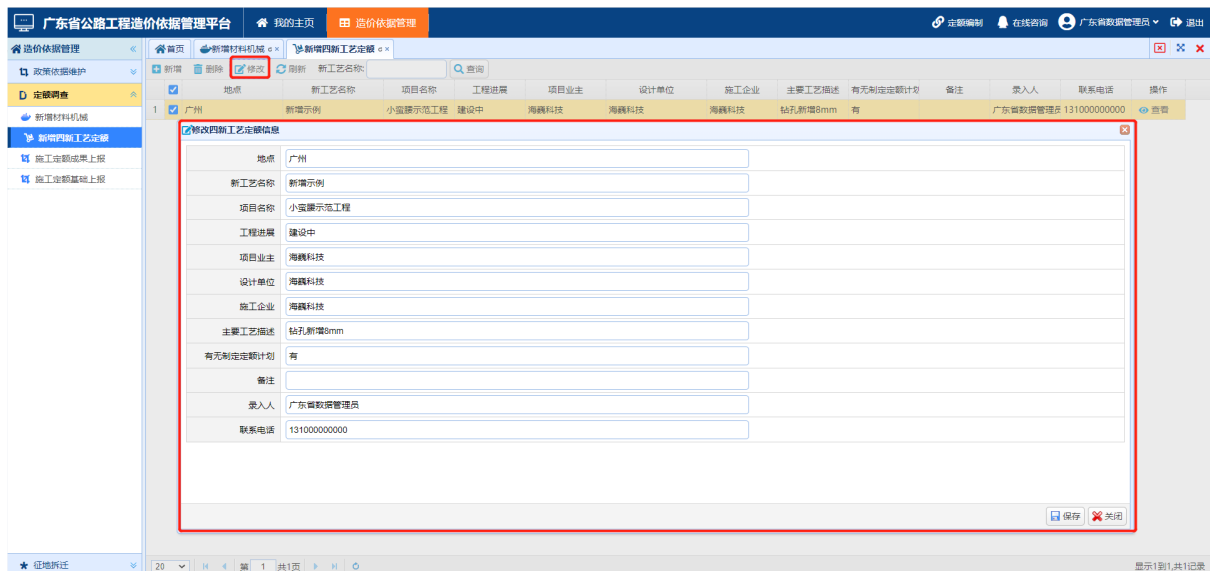 广东省公路工程造价依据管理平台 我的主页 造价依据管理 定额编制 在线咨询 广东省数据管理员 退出
造价依据管理 首页 新增材料机械 新增四新工艺定额
政策依据维护 新增 删除 修改 刷新 新工艺名称: 查询
定额调查 地点 新工艺名称 项目名称 工程进展 项目业主 设计单位 施工企业 主要工艺描述 有无制定定额计划 备注 录入人 联系电话 操作
新增材料机械 1 广州 新增示例 小蛮腰示范工程 建设中 海巍科技 海巍科技 海巍科技 钻孔新增8mm 有 广东省数据管理员 131000000000 查看
新增四新工艺定额
施工定额成果上报
施工定额基础上报
修改四新工艺定额信息
地点 广州
新工艺名称 新增示例
项目名称 小蛮腰示范工程
工程进展 建设中
项目业主 海巍科技
设计单位 海巍科技
施工企业 海巍科技
主要工艺描述 钻孔新增8mm
有无制定定额计划 有
备注
录入人 广东省数据管理员
联系电话 131000000000
保存 关闭
征地拆迁 20 第 1 共1页 显示1到1,共1记录